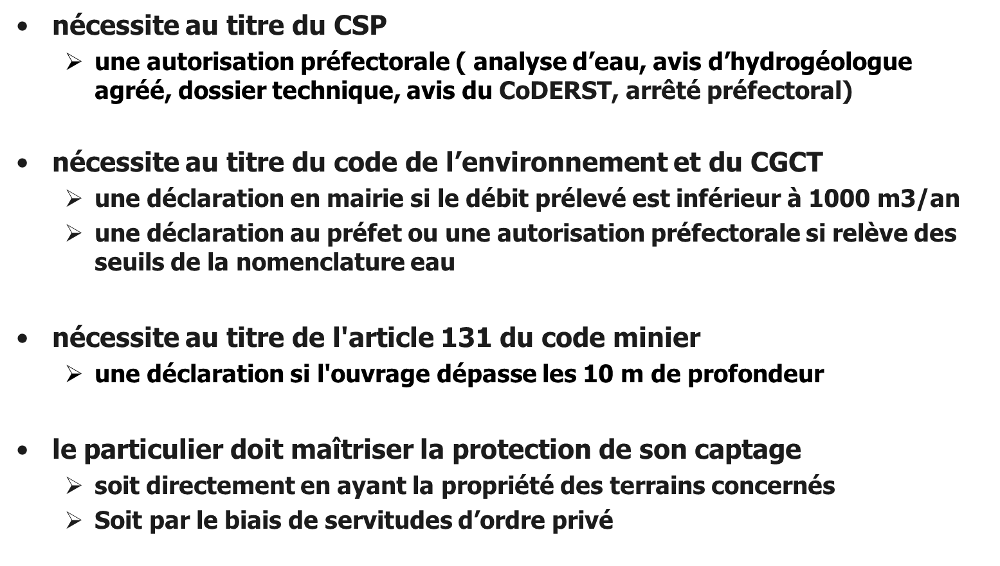 • nécessite au titre du CSP
➢ une autorisation préfectorale ( analyse d’eau, avis d’hydrogéologue
agréé, dossier technique, avis du CoDERST, arrêté préfectoral)
• nécessite au titre du code de l’environnement et du CGCT
➢ une déclaration en mairie si le débit prélevé est inférieur à 1000 m3/an
➢ une déclaration au préfet ou une autorisation préfectorale si relève des
seuils de la nomenclature eau
• nécessite au titre de l'article 131 du code minier
➢ une déclaration si l'ouvrage dépasse les 10 m de profondeur
• le particulier doit maîtriser la protection de son captage
➢ soit directement en ayant la propriété des terrains concernés
➢ Soit par le biais de servitudes d’ordre privé